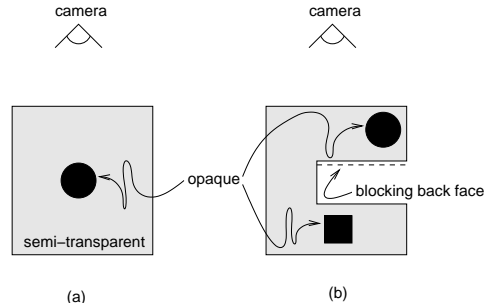 camera
camera
opaque
blocking back face
semi−transparent
(a)
(b)